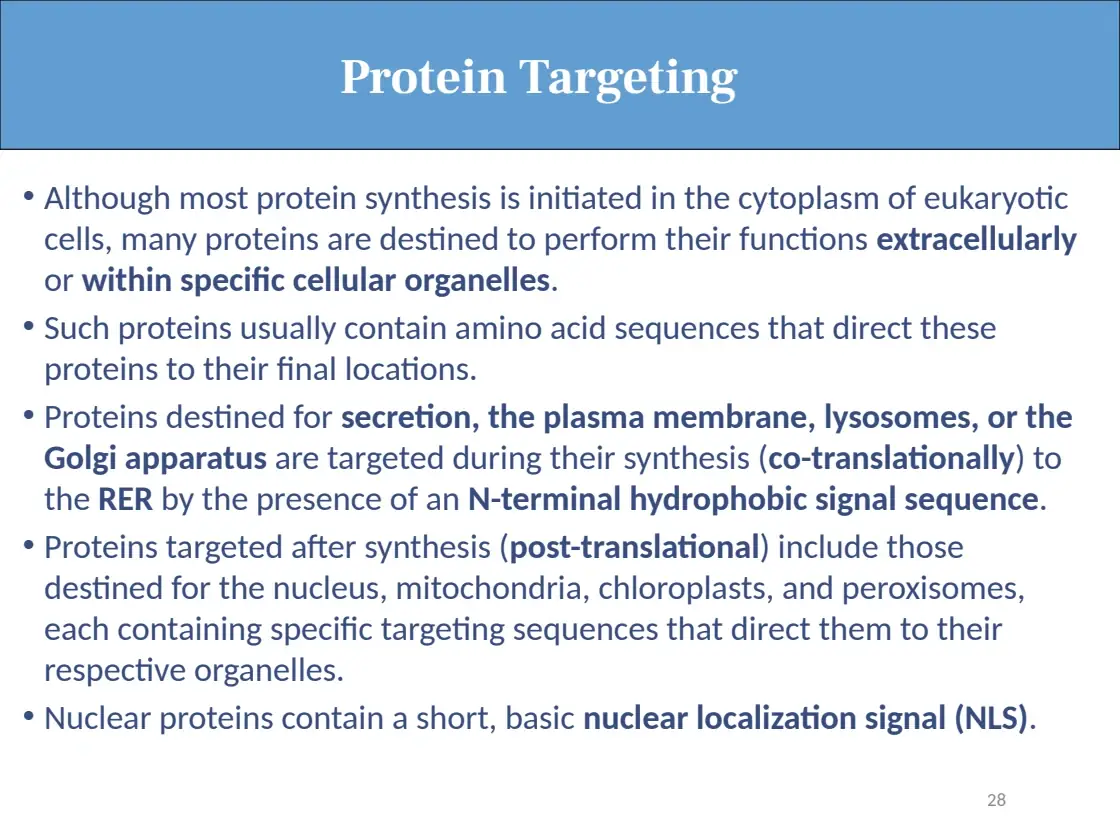 Protein Targeting
• Although most protein synthesis is initiated in the cytoplasm of eukaryotic
cells, many proteins are destined to perform their functions extracellularly
or within specific cellular organelles.
• Such proteins usually contain amino acid sequences that direct these
proteins to their final locations.
• Proteins destined for secretion, the plasma membrane, lysosomes, or the
Golgi apparatus are targeted during their synthesis (co-translationally) to
the RER by the presence of an N-terminal hydrophobic signal sequence.
• Proteins targeted after synthesis (post-translational) include those
destined for the nucleus, mitochondria, chloroplasts, and peroxisomes,
each containing specific targeting sequences that direct them to their
respective organelles.
• Nuclear proteins contain a short, basic nuclear localization signal (NLS).
28